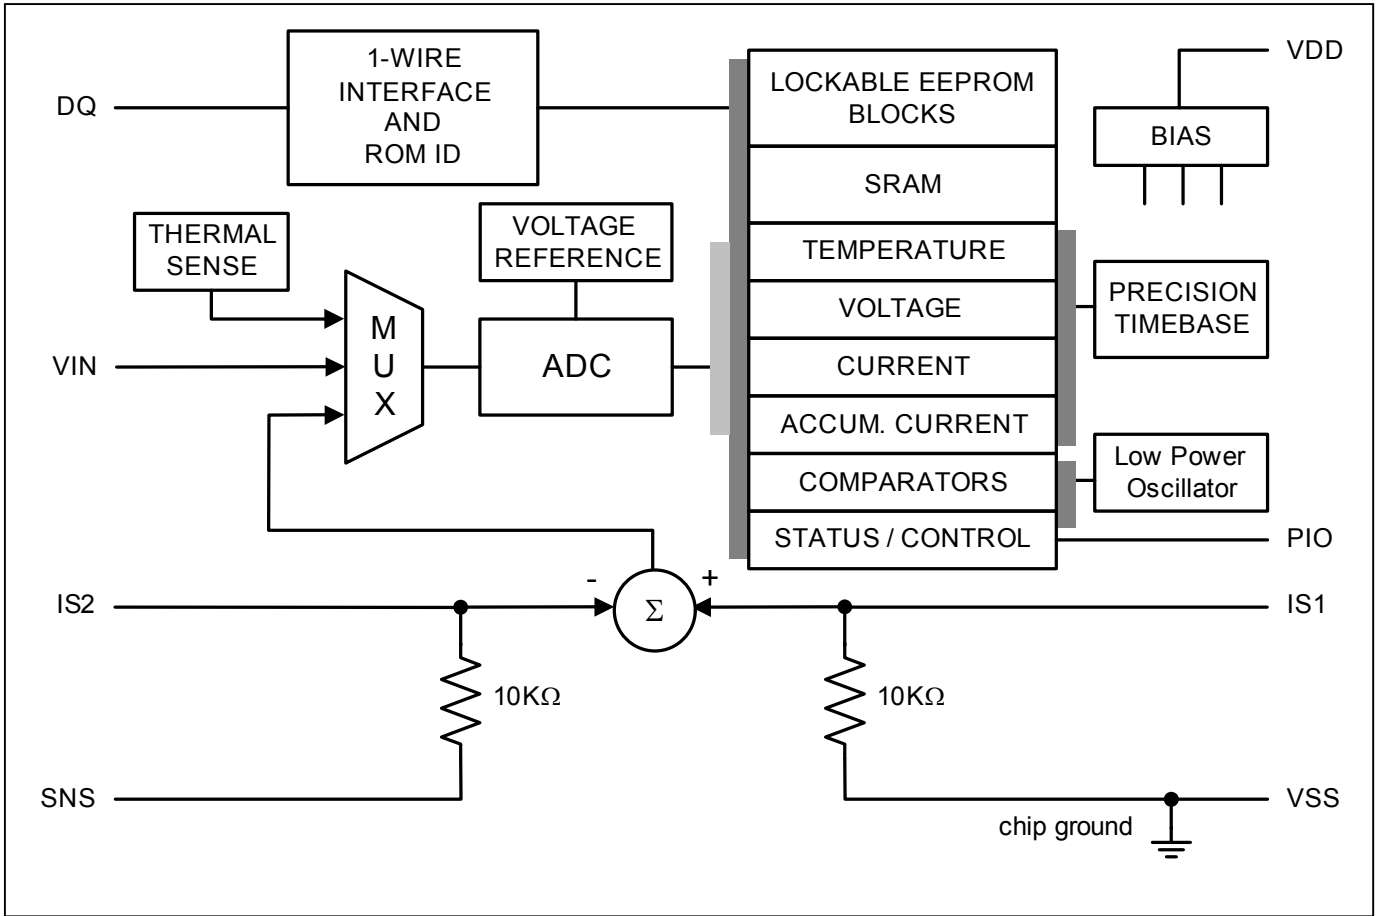 1-WIRE
INTERFACE
AND
ROM ID
DQ
LOCKABLE EEPROM
BLOCKS
SRAM
TEMPERATURE
VOLTAGE
CURRENT
ACCUM. CURRENT
COMPARATORS
STATUS / CONTROL
VDD
BIAS
THERMAL
SENSE
VOLTAGE
REFERENCE
PRECISION
TIMEBASE
VIN
M
U
X
ADC
Low Power
Oscillator
PIO
IS2
-
Σ
+
IS1
10KΩ
10KΩ
SNS
VSS
chip ground